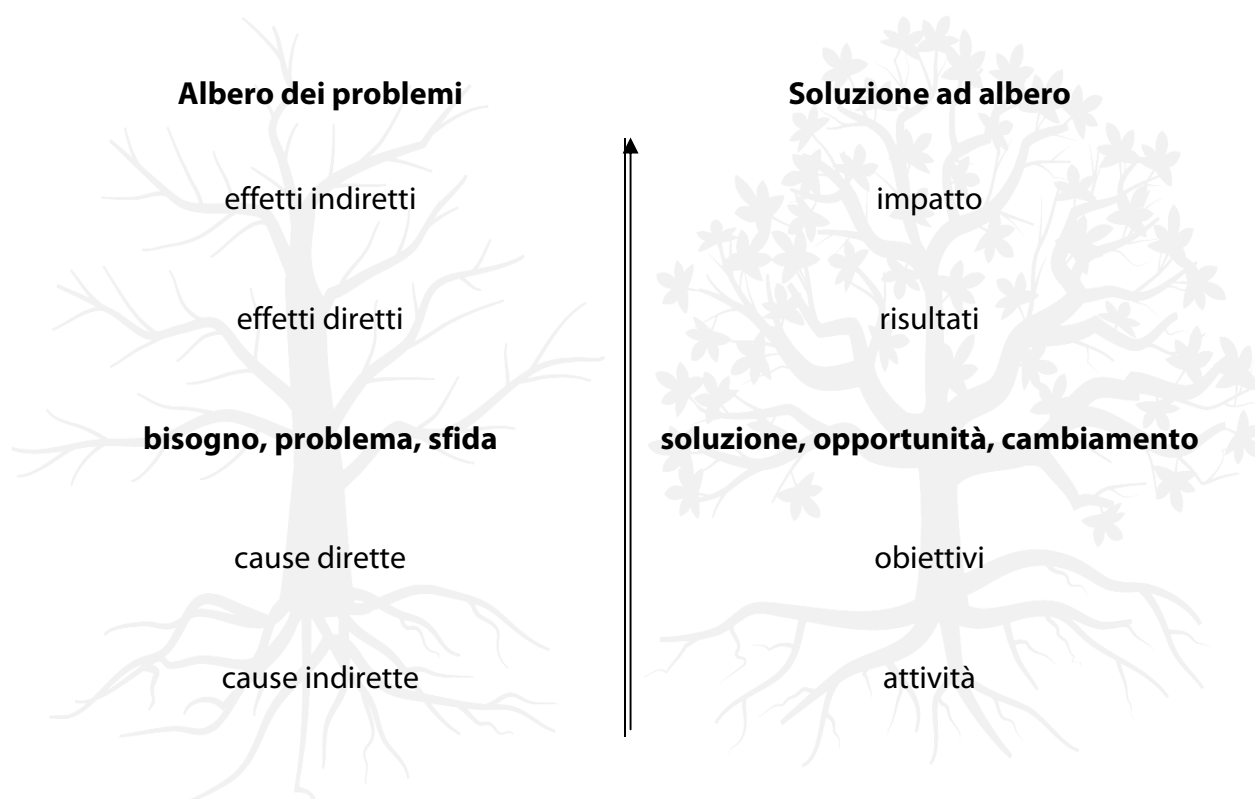 Albero dei problemi
effetti indiretti
effetti diretti
bisogno, problema, sfida
cause dirette
cause indirette
Soluzione ad albero
impatto
risultati
soluzione, opportunità, cambiamento
obiettivi
attività